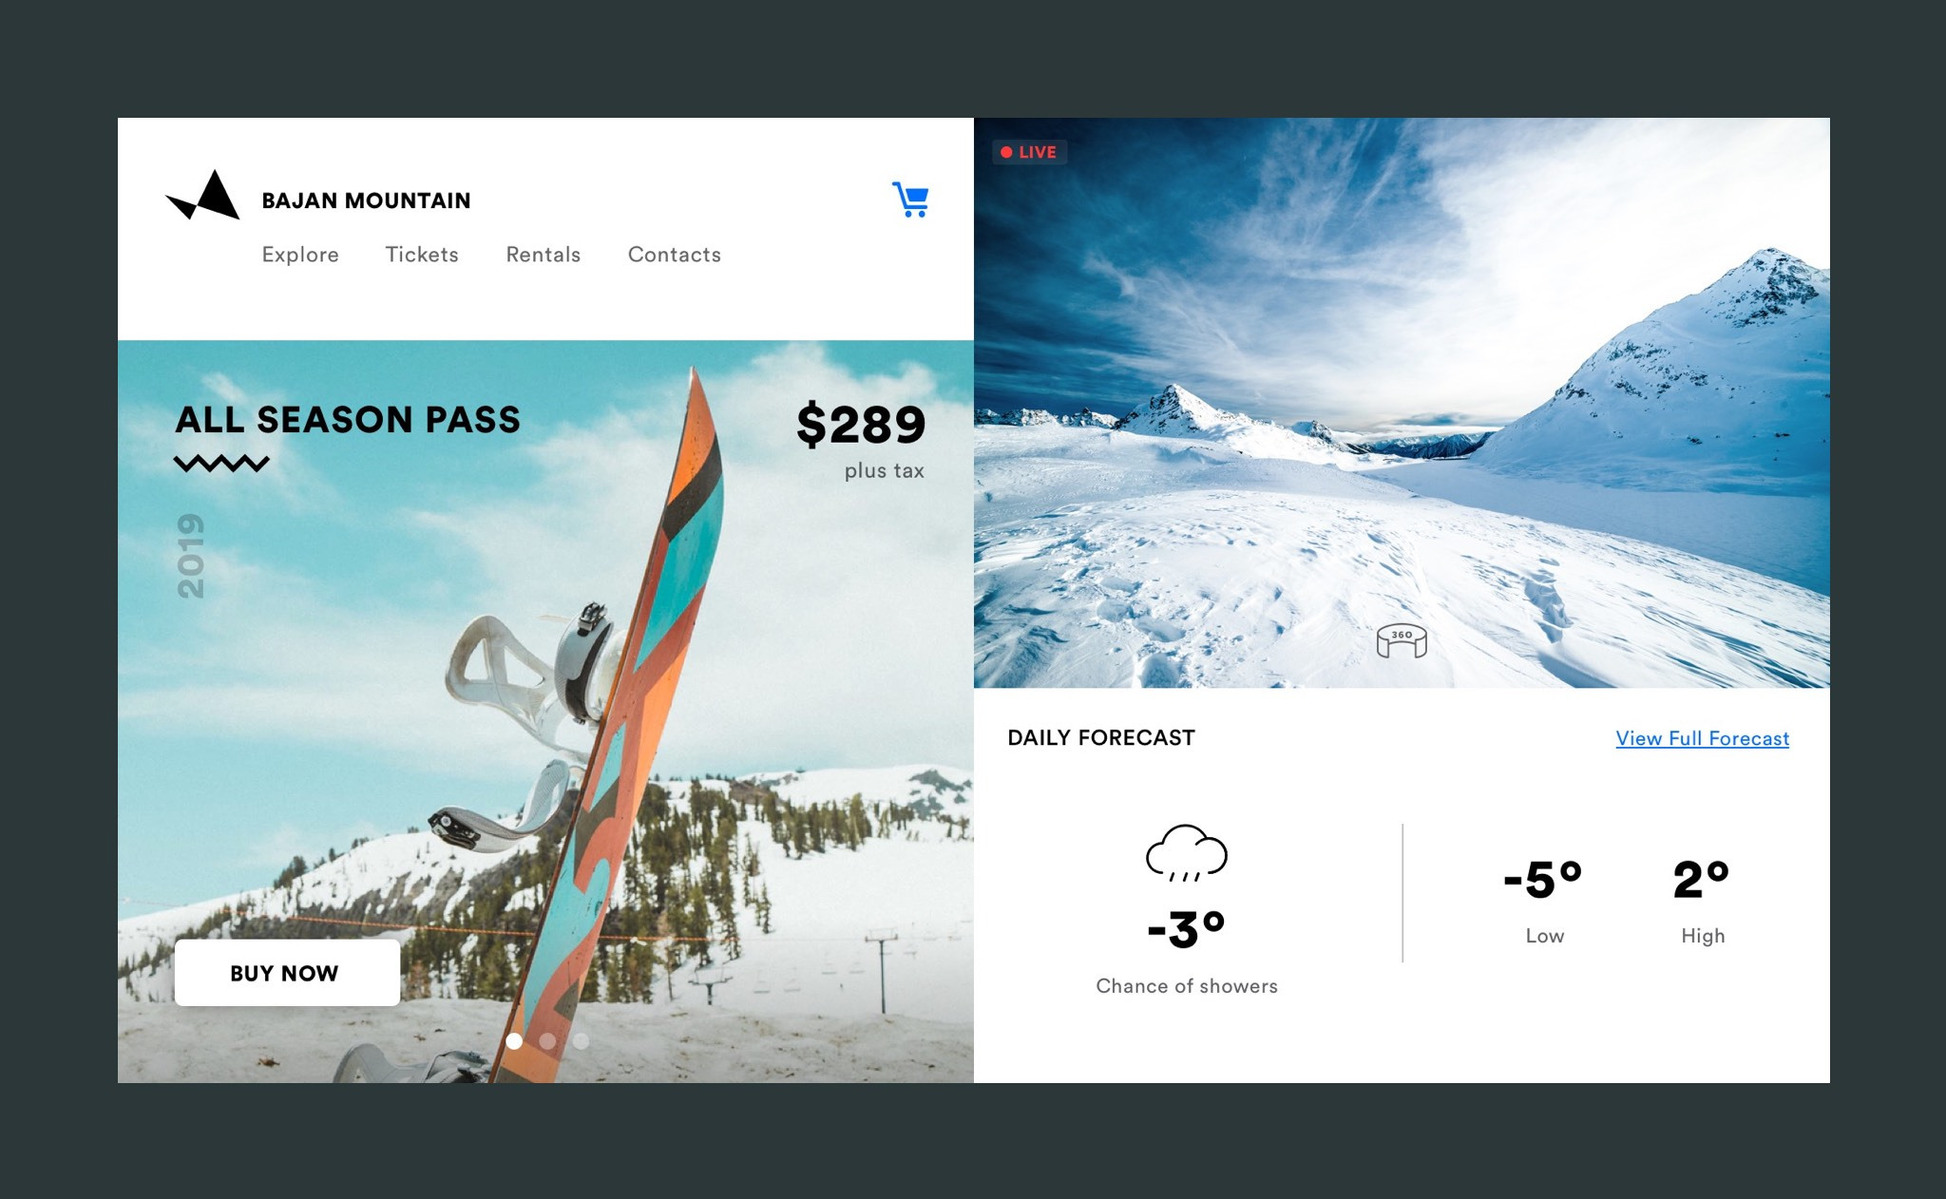 BAJAN MOUNTAIN
Explore Tickets Rentals Contacts
ALL SEASON PASS
$289
plus tax
2019
BUY NOW
LIVE
360
DAILY FORECAST
View Full Forecast
-3°
Chance of showers
-5° 2°
Low High